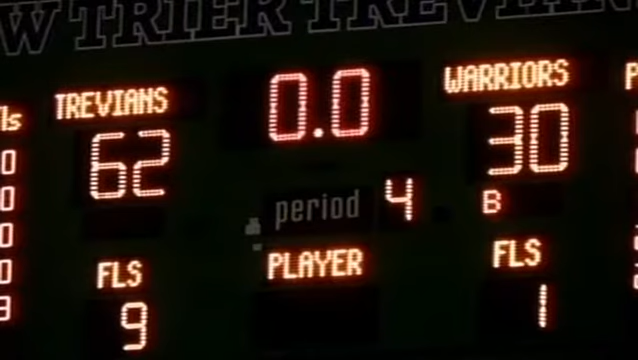 W TRIER TREVIAN
TREVIANS 0.0 WARRIORS
62 30
period 4 B
FLS PLAYER FLS
9 1